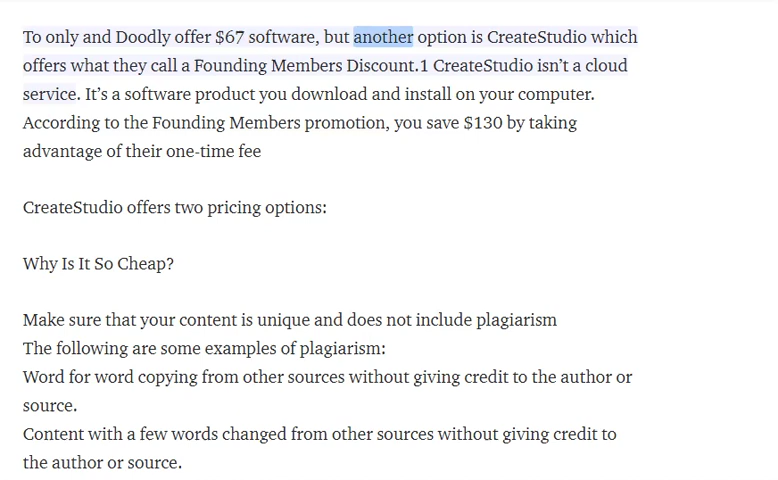 To only and Doodly offer $67 software, but another option is CreateStudio which
offers what they call a Founding Members Discount.1 CreateStudio isn’t a cloud
service. It’s a software product you download and install on your computer.
According to the Founding Members promotion, you save $130 by taking
advantage of their one-time fee
CreateStudio offers two pricing options:
Why Is It So Cheap?
Make sure that your content is unique and does not include plagiarism
The following are some examples of plagiarism:
Word for word copying from other sources without giving credit to the author or
source.
Content with a few words changed from other sources without giving credit to
the author or source.